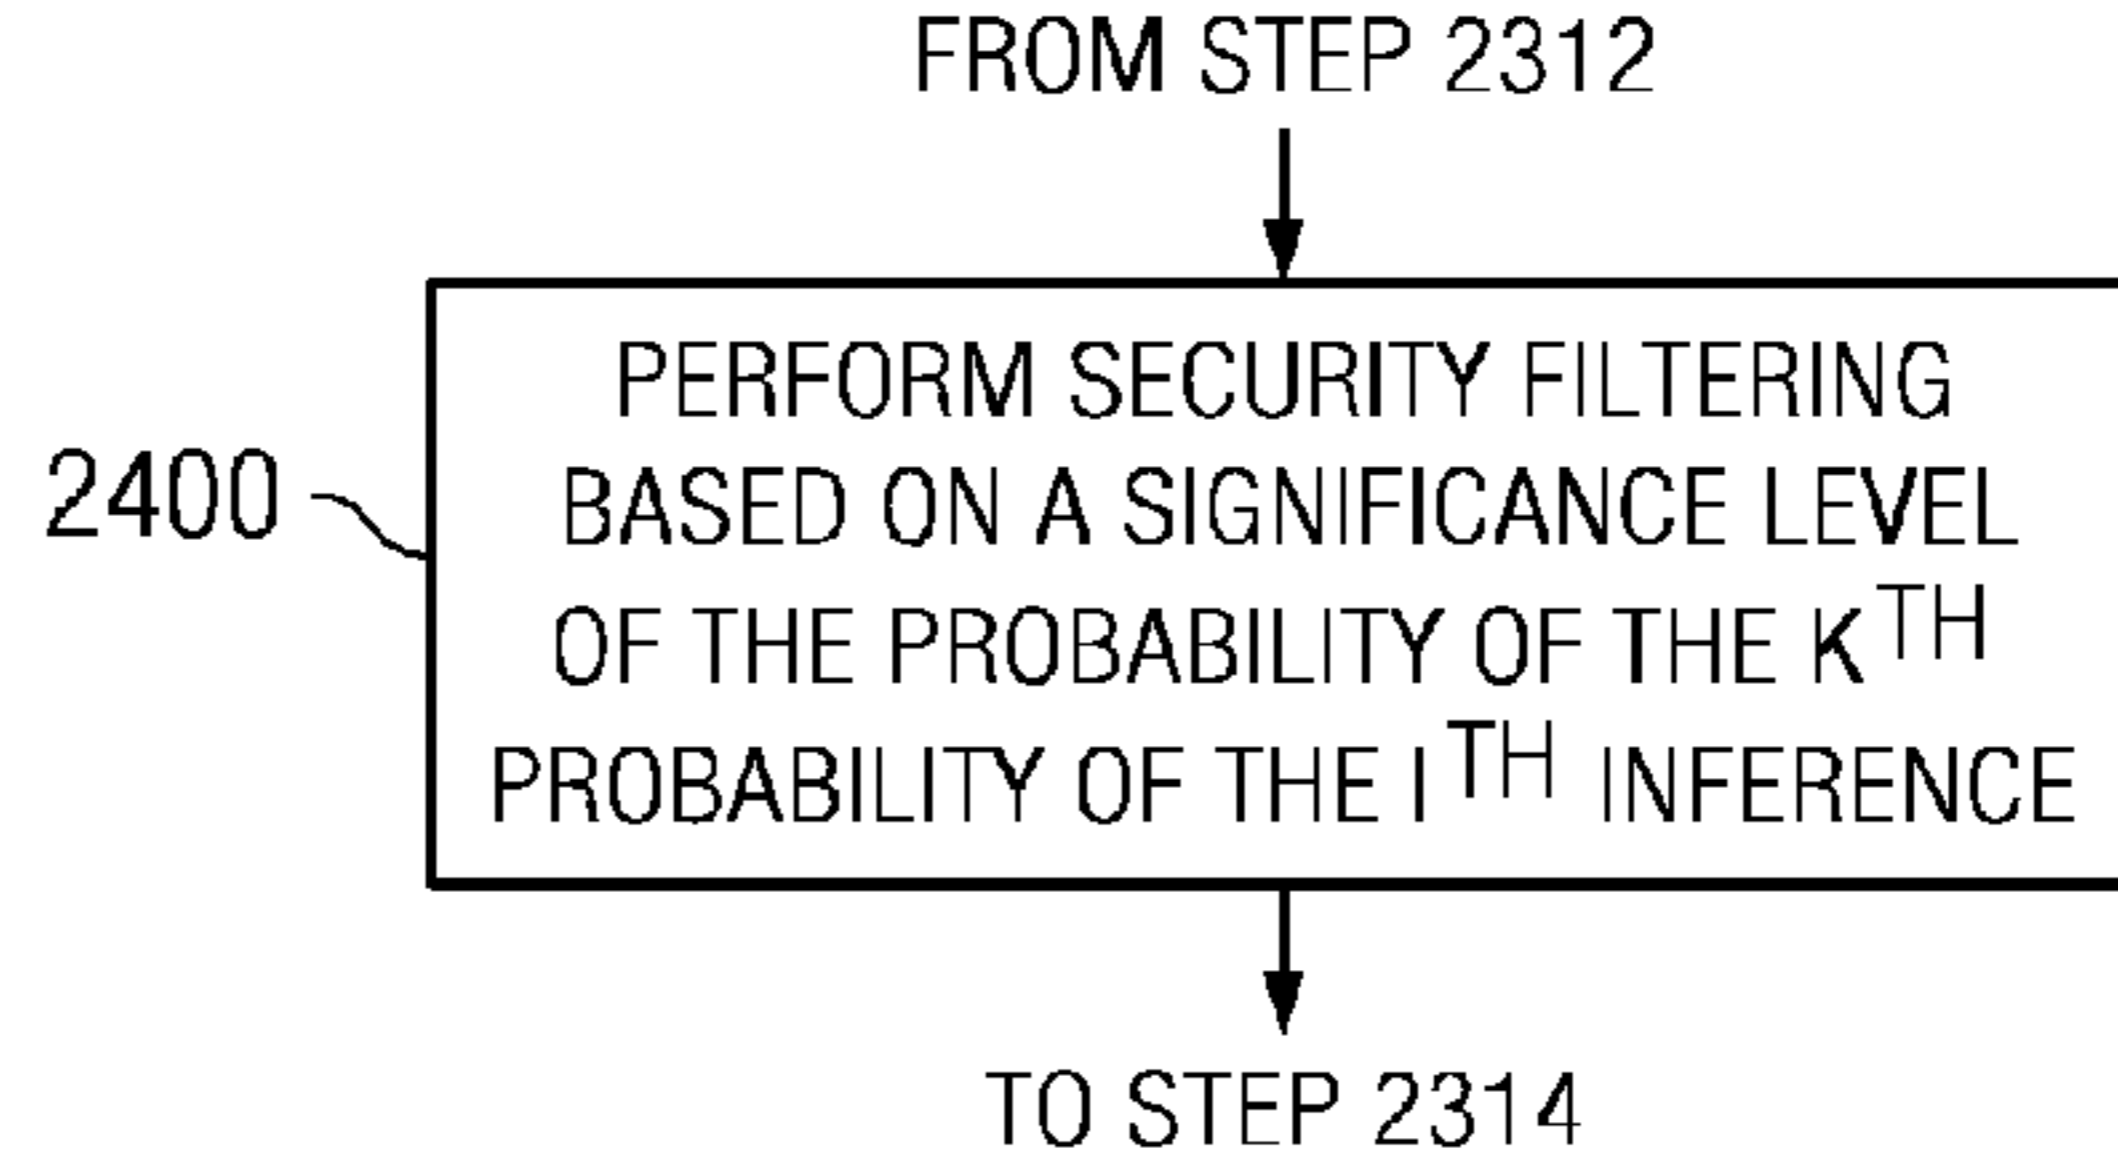 FROM STEP 2312
PERFORM SECURITY FILTERING
BASED ON A SIGNIFICANCE LEVEL
OF THE PROBABILITY OF THE KTH
PROBABILITY OF THE ITH INFERENCE
2400
TO STEP 2314